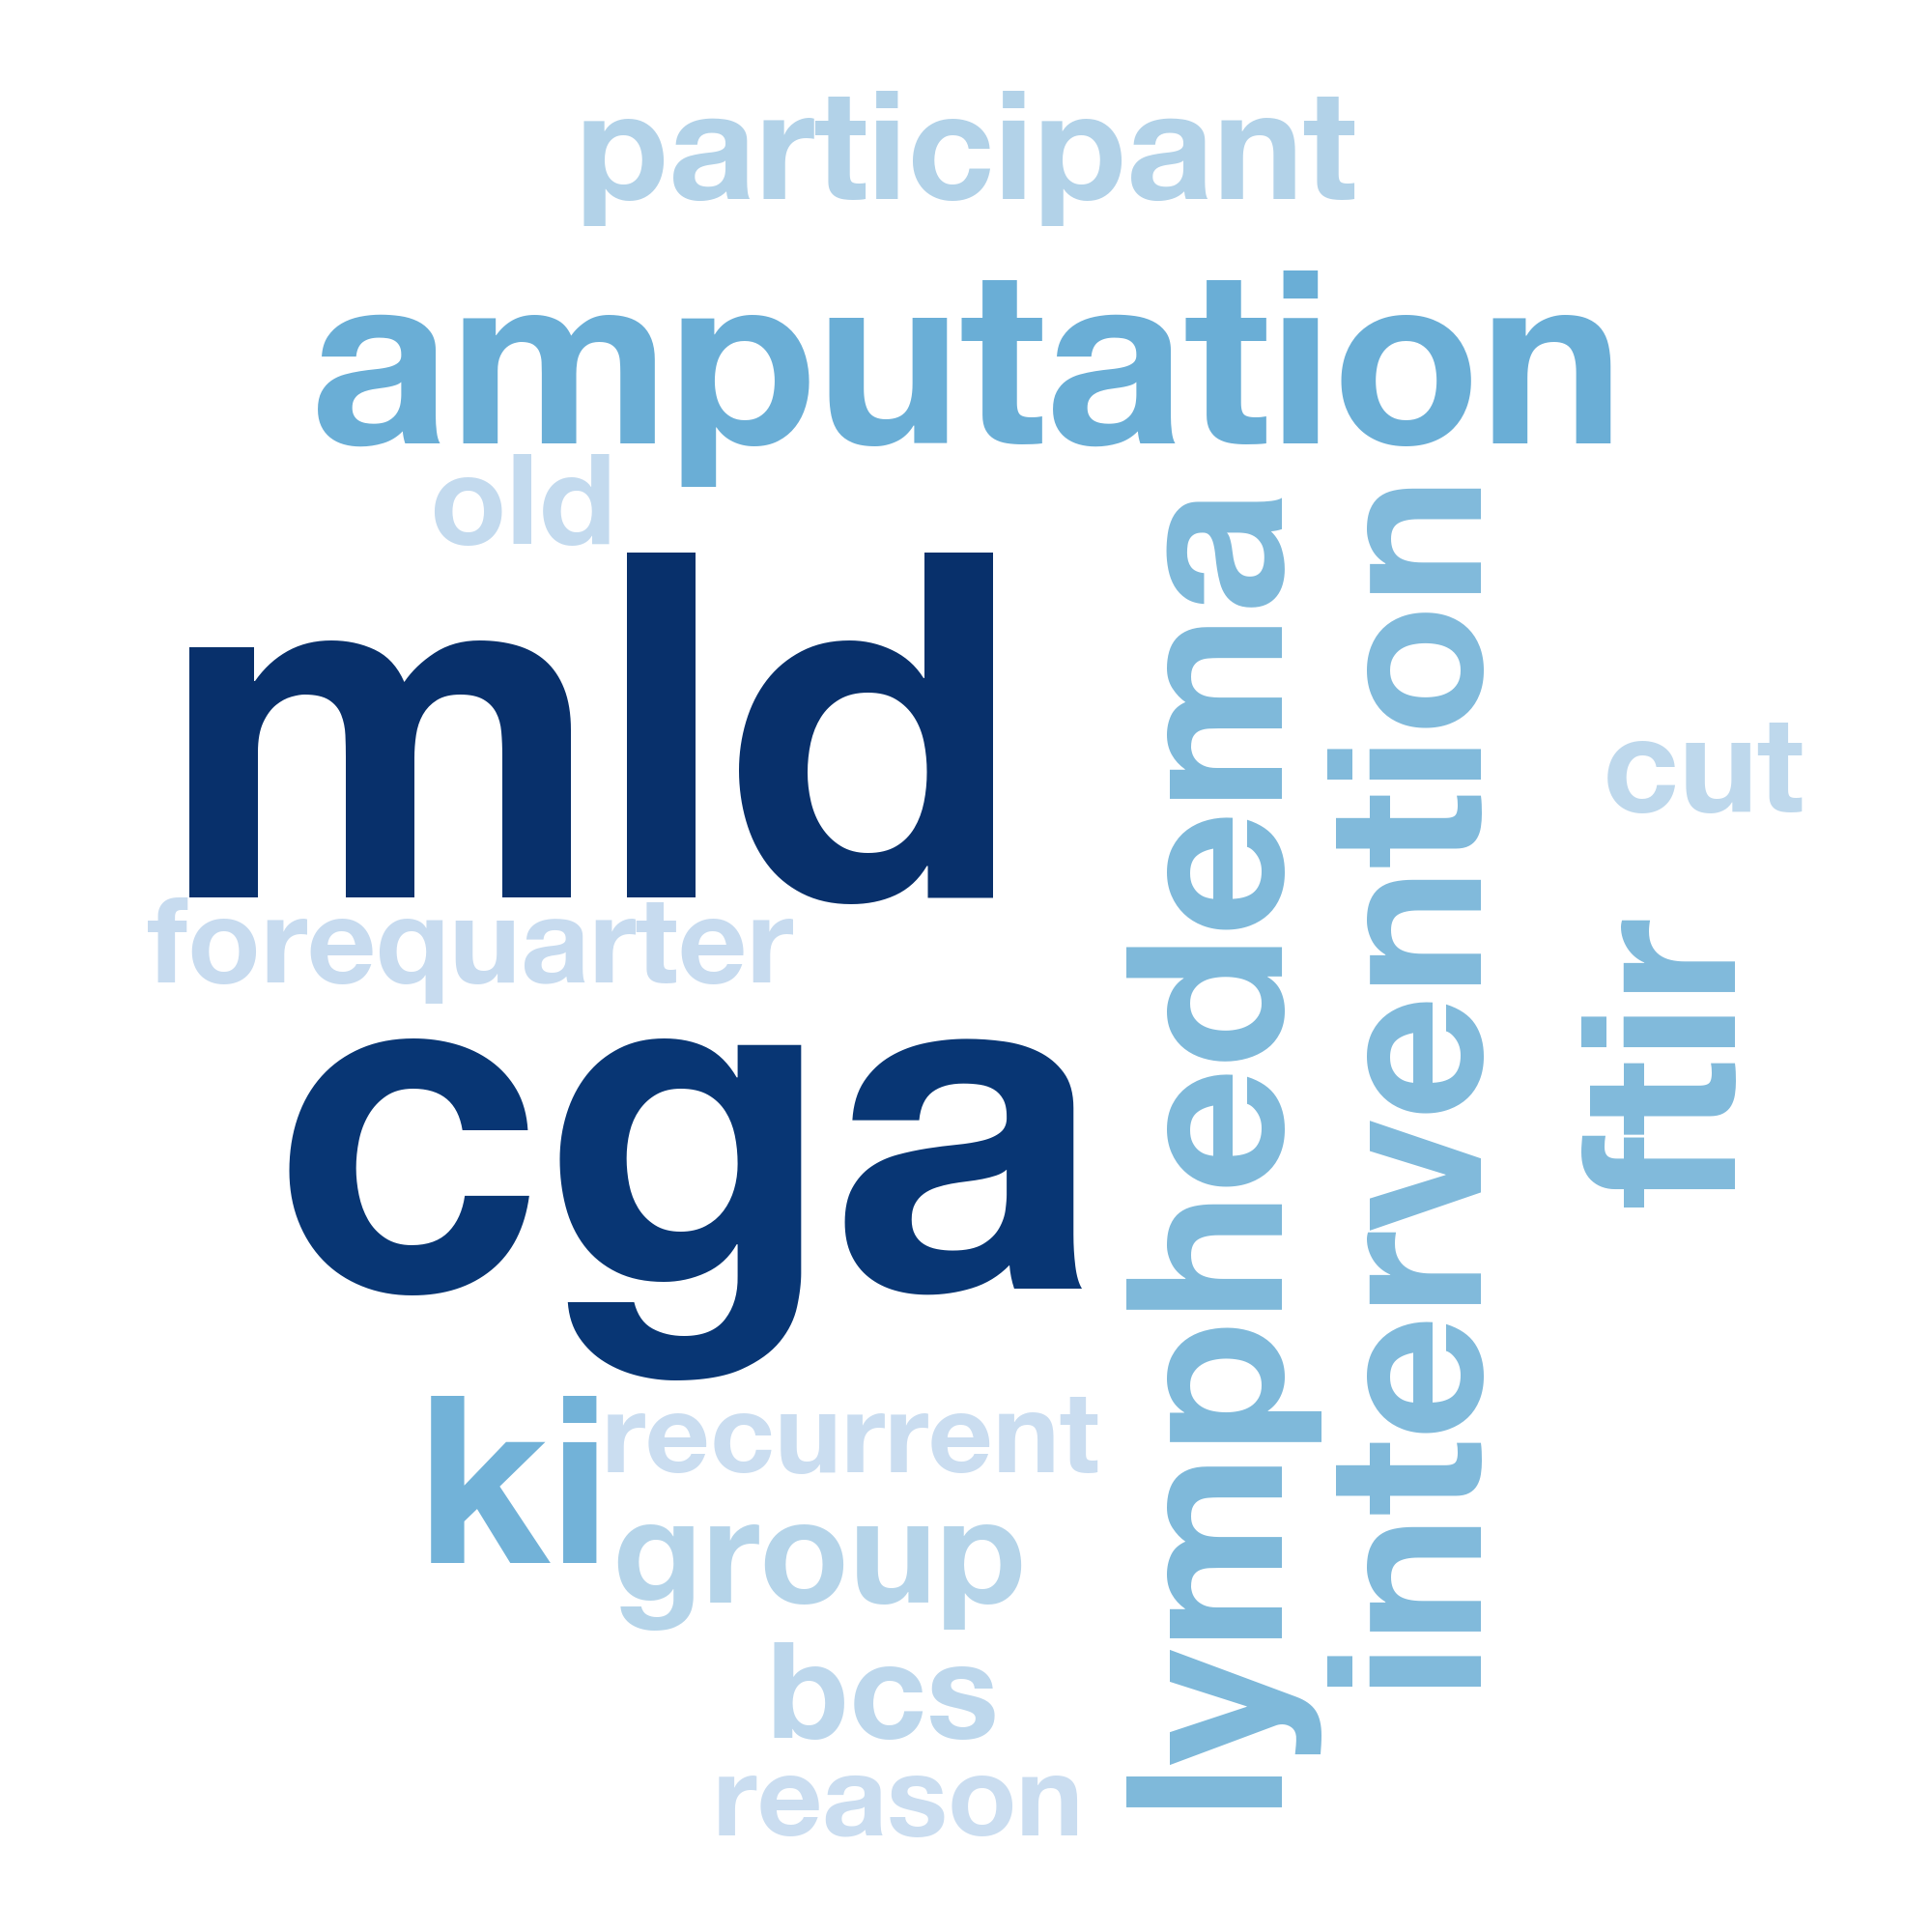 participant
amputation
old
mld
lymphedema
intervention
cut
forequarter
ftir
cga
ki
recurrent
group
bcs
reason